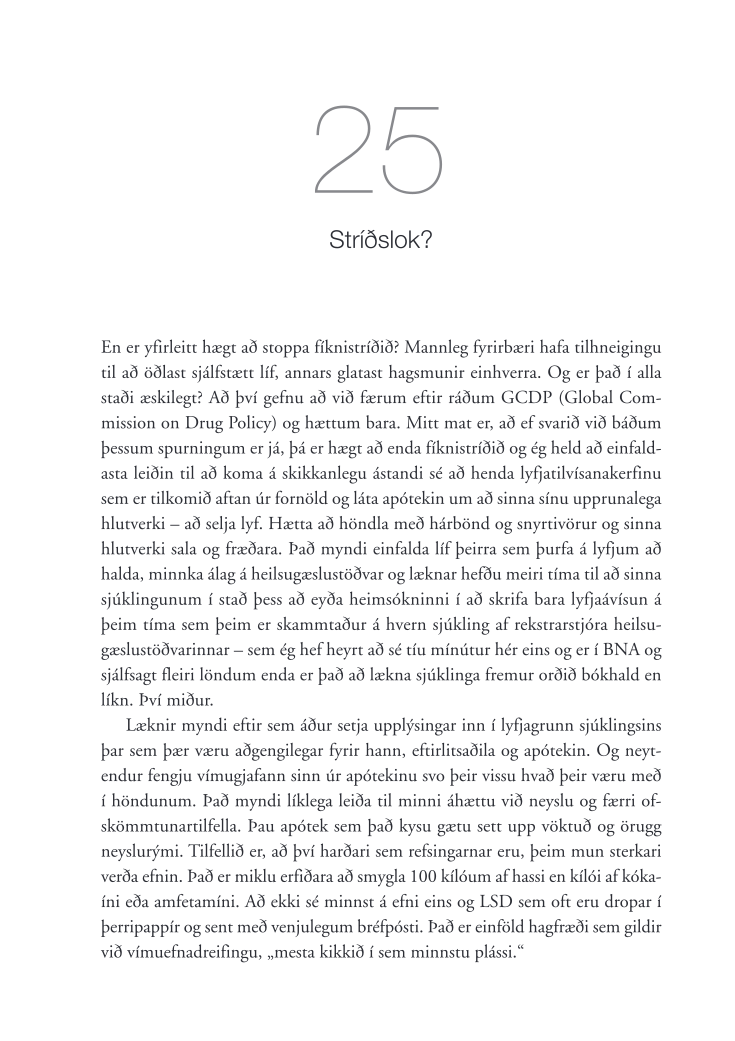 25
Stríðslok?
En er yfirleitt hægt að stoppa fíknistríðið? Mannleg fyrirbæri hafa tilhneigingu
til að öðlast sjálfstætt líf, annars glatast hagsmunir einhverra. Og er það í alla
staði æskilegt? Að því gefnu að við færum eftir ráðum GCDP (Global Com-
mission on Drug Policy) og hættum bara. Mitt mat er, að ef svarið við báðum
þessum spurningum er já, þá er hægt að enda fíknistríðið og ég held að einfald-
asta leiðin til að koma á skikkanlegu ástandi sé að henda lyfjatilvísanakerfinu
sem er tilkomið aftan úr fornöld og láta apótekin um að sinna sínu upprunalega
hlutverki – að selja lyf. Hætta að höndla með hárbönd og snyrtivörur og sinna
hlutverki sala og fræðara. Það myndi einfalda líf þeirra sem þurfa á lyfjum að
halda, minnka álag á heilsugæslustöðvar og læknar hefðu meiri tíma til að sinna
sjúklingunum í stað þess að eyða heimsókninni í að skrifa bara lyfjaávísun á
þeim tíma sem þeim er skammtaður á hvern sjúkling af rekstrarstjóra heilsu-
gæslustöðvarinnar – sem ég hef heyrt að sé tíu mínútur hér eins og er í BNA og
sjálfsagt fleiri löndum enda er það að lækna sjúklinga fremur orðið bókhald en
líkn. Því miður.
Læknir myndi eftir sem áður setja upplýsingar inn í lyfjagrunn sjúklingsins
þar sem þær væru aðgengilegar fyrir hann, eftirlitsaðila og apótekin. Og neyt-
endur fengju vímugjafann sinn úr apótekinu svo þeir vissu hvað þeir væru með
í höndunum. Það myndi líklega leiða til minni áhættu við neyslu og færri of-
skömmtunartilfella. Þau apótek sem það kysu gætu sett upp vöktuð og örugg
neyslurými. Tilfellið er, að því harðari sem refsingarnar eru, þeim mun sterkari
verða efnin. Það er miklu erfiðara að smygla 100 kílóum af hassi en kílói af kóka-
íni eða amfetamíni. Að ekki sé minnst á efni eins og LSD sem oft eru dropar í
þerripappír og sent með venjulegum bréfpósti. Það er einföld hagfræði sem gildir
við vímuefnadreifingu, „mesta kikkið í sem minnstu plássi.“